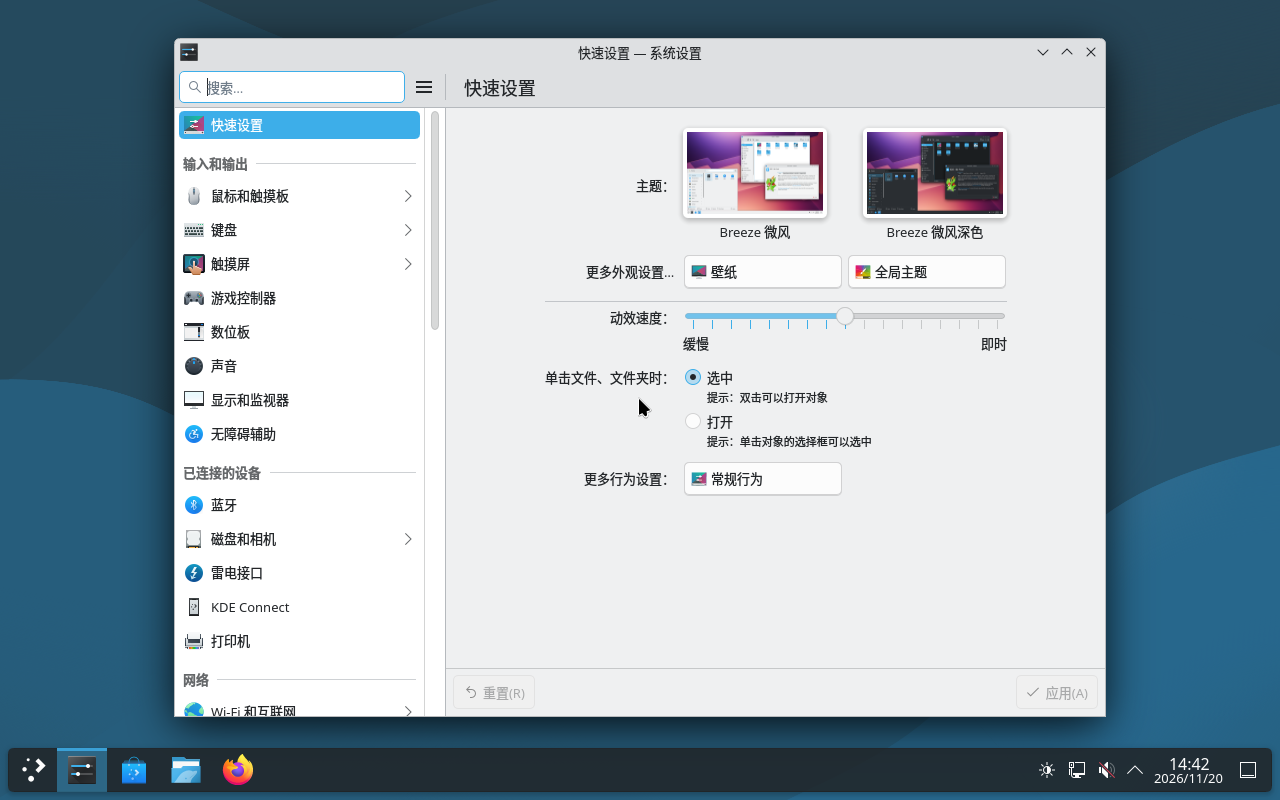 快速设置 — 系统设置
搜索...
快速设置
快速设置
输入和输出
鼠标和触摸板
键盘
触摸屏
游戏控制器
数位板
声音
显示和监视器
无障碍辅助
已连接的设备
蓝牙
磁盘和相机
雷电接口
KDE Connect
打印机
网络
Wi-Fi 和互联网
主题：
Breeze 微风
Breeze 微风深色
更多外观设置...
壁纸
全局主题
动效速度：
缓慢
即时
单击文件、文件夹时：
选中
提示：双击可以打开对象
打开
提示：单击对象的选择框可以选中
更多行为设置：
常规行为
重置(R)
应用(A)
14:42
2026/11/20